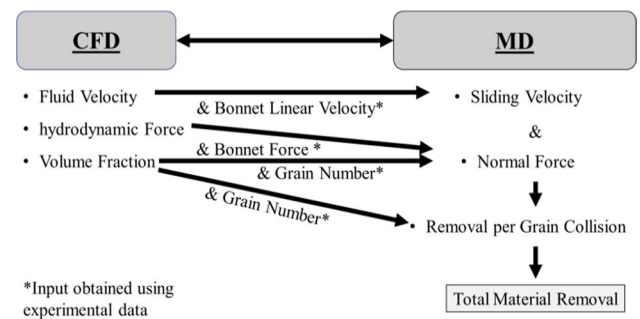 CFD
MD
• Fluid Velocity
& Bonnet Linear Velocity*
• Sliding Velocity
• hydrodynamic Force
&
& Bonnet Force *
• Volume Fraction
& Grain Number*
• Normal Force
& Grain Number*
• Removal per Grain Collision
*Input obtained using
experimental data
Total Material Removal